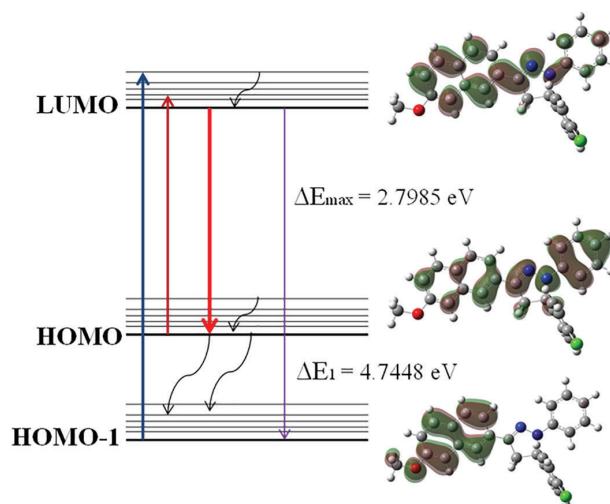 LUMO
ΔEmax = 2.7985 eV
HOMO
ΔE1 = 4.7448 eV
HOMO-1